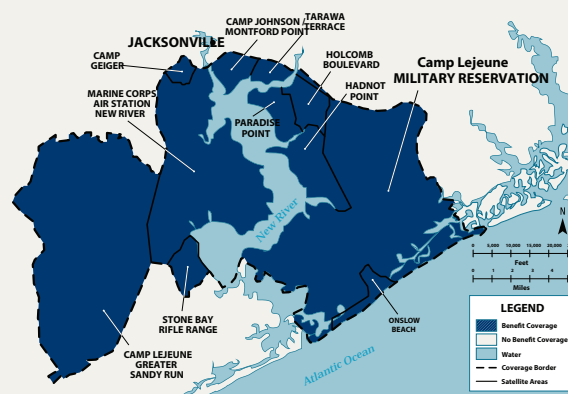 CAMP JOHNSON /
MONTFORD POINT
TARAWA
TERRACE
JACKSONVILLE
CAMP
GEIGER
HOLCOMB
BOULEVARD
Camp Lejeune
MILITARY RESERVATION
HADNOT
POINT
MARINE CORPS
AIR STATION
NEW RIVER
PARADISE
POINT
New River
N
0 5,000 10,000 15,000 20,000
Feet
0 1 2 3 4
Miles
STONE BAY
RIFLE RANGE
ONSLOW
BEACH
CAMP LEJEUNE
GREATER
SANDY RUN
Atlantic Ocean
LEGEND
Benefit Coverage
No Benefit Coverage
Water
Coverage Border
Satellite Areas